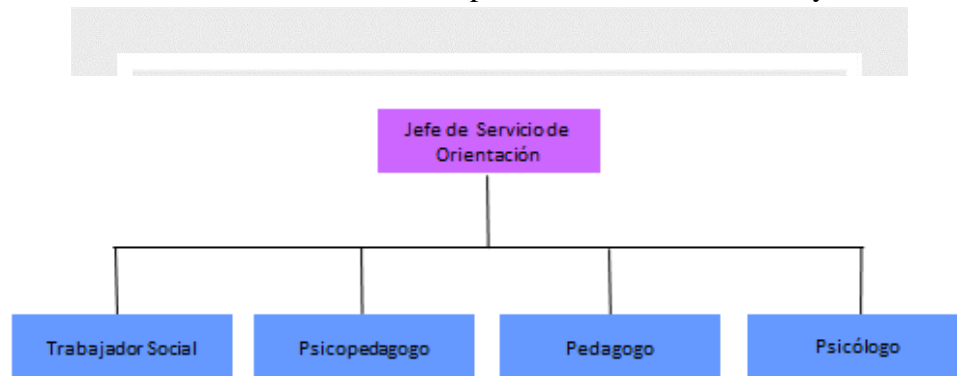 Jefe de Servicio de
Orientación
Trabajador Social
Psicopedagogo
Pedagogo
Psicólogo